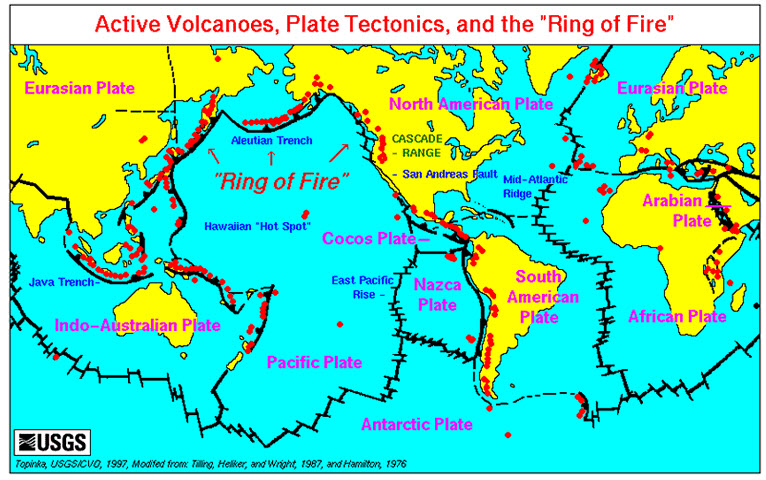 Active Volcanoes, Plate Tectonics, and the "Ring of Fire"
Eurasian Plate
Eurasian Plate
North American Plate
Aleutian Trench
CASCADE
RANGE
"Ring of Fire"
San Andreas Fault
Mid-Atlantic
Ridge
Arabian
Plate
Hawaiian "Hot Spot"
Cocos Plate
Java Trench
East Pacific
Rise
Nazca
Plate
South
American
Plate
Indo-Australian Plate
African Plate
Pacific Plate
Antarctic Plate
USGS
Topinka, USGS/CVO, 1997, Modifed from: Tilling, Heliker, and Wright, 1987, and Hamilton, 1976